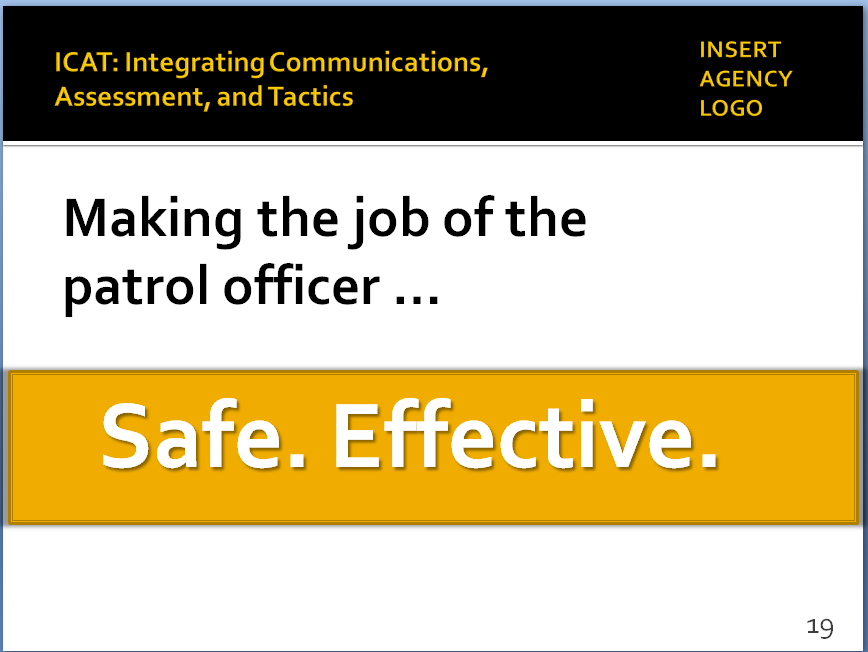 ICAT: Integrating Communications,
Assessment, and Tactics
INSERT
AGENCY
LOGO
Making the job of the
patrol officer ...
Safe. Effective.
19